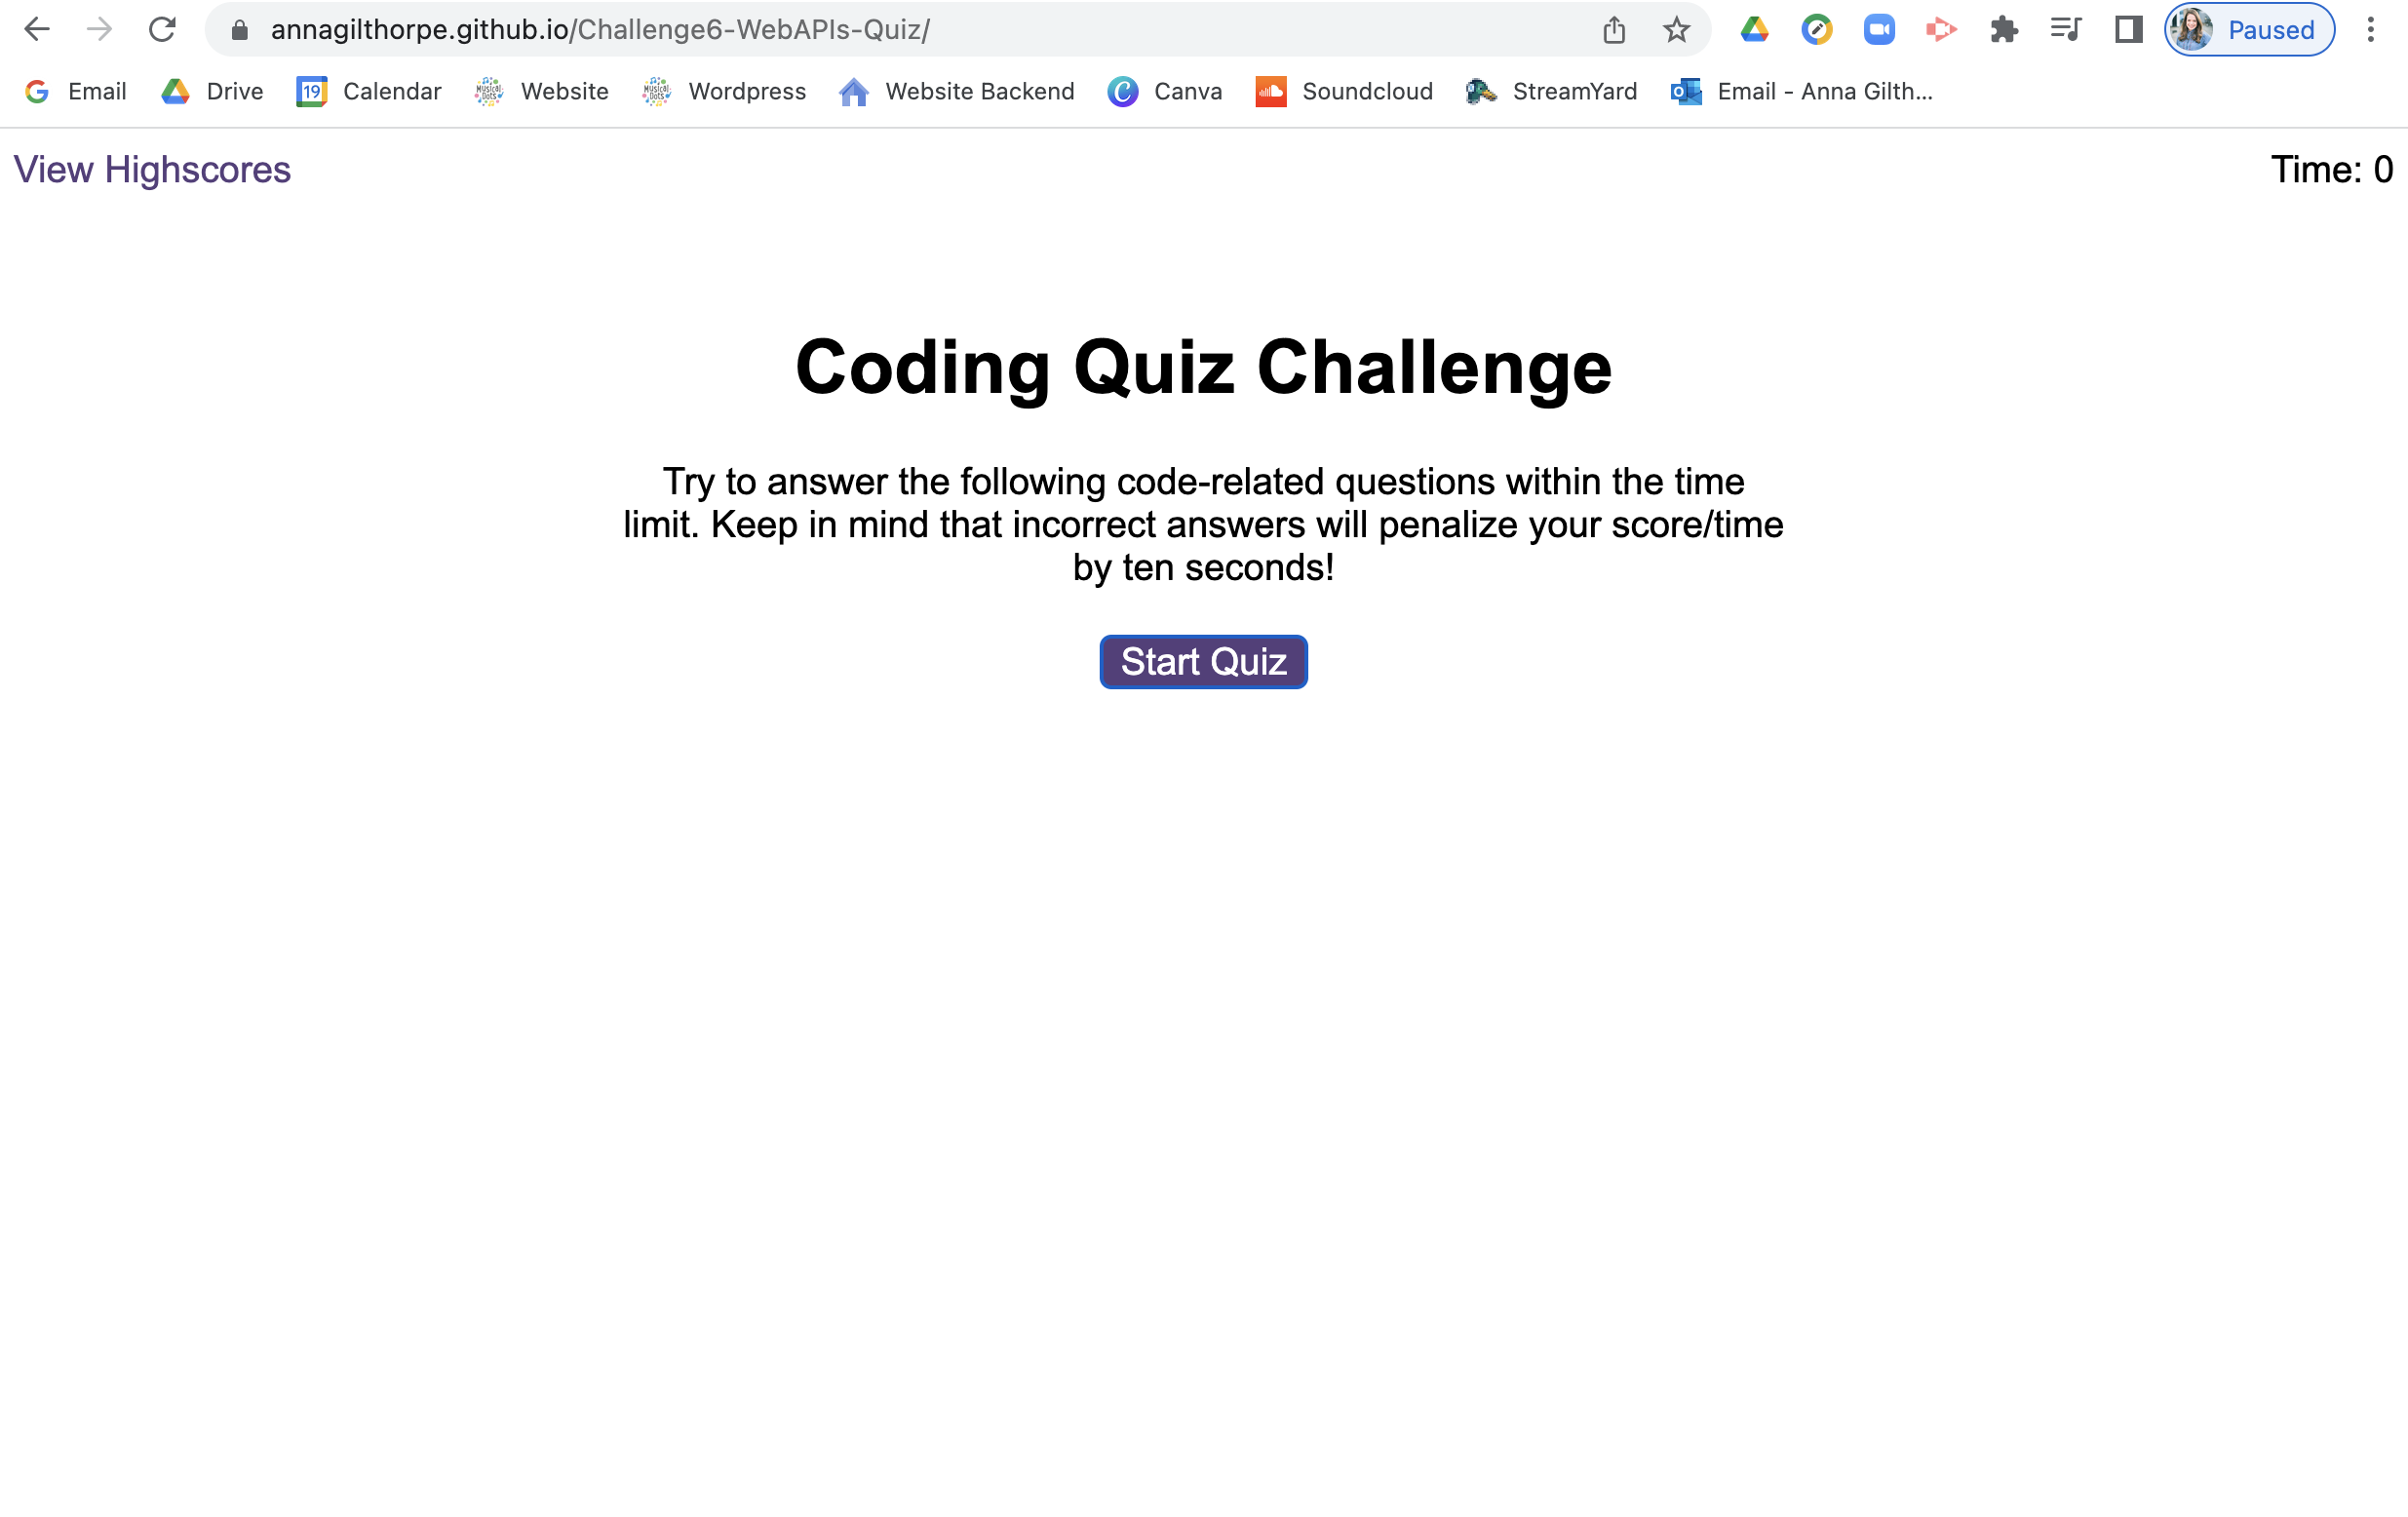 annagilthorpe.github.io/Challenge6-WebAPIs-Quiz/
Paused
Email
Drive
19
Calendar
Website
Wordpress
Website Backend
Canva
Soundcloud
StreamYard
Email - Anna Gilth...
View Highscores
Time: 0
Coding Quiz Challenge
Try to answer the following code-related questions within the time
limit. Keep in mind that incorrect answers will penalize your score/time
by ten seconds!
Start Quiz